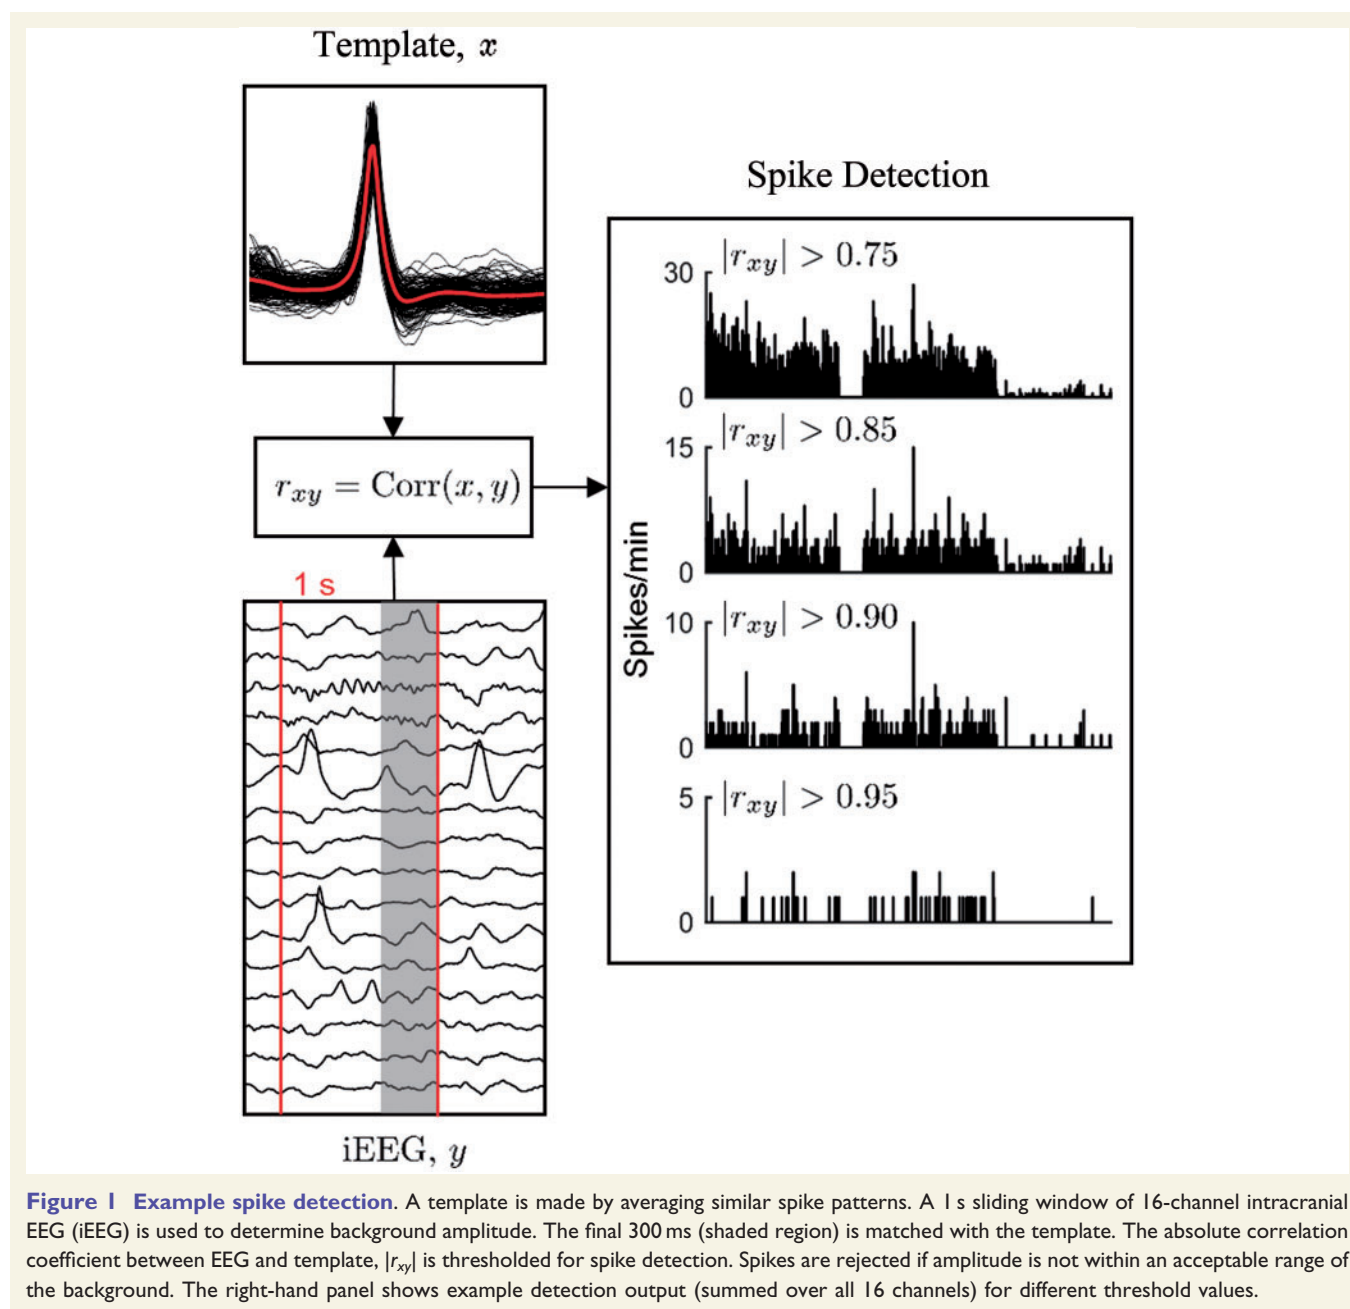 Template, x
Spike Detection
|r_xy| > 0.75
30
0
|r_xy| > 0.85
15
0
r_xy = Corr(x, y)
Spikes/min
1 s
|r_xy| > 0.90
10
0
|r_xy| > 0.95
5
0
iEEG, y
Figure 1 Example spike detection. A template is made by averaging similar spike patterns. A 1 s sliding window of 16-channel intracranial
EEG (iEEG) is used to determine background amplitude. The final 300 ms (shaded region) is matched with the template. The absolute correlation
coefficient between EEG and template, |r_xy| is thresholded for spike detection. Spikes are rejected if amplitude is not within an acceptable range of
the background. The right-hand panel shows example detection output (summed over all 16 channels) for different threshold values.